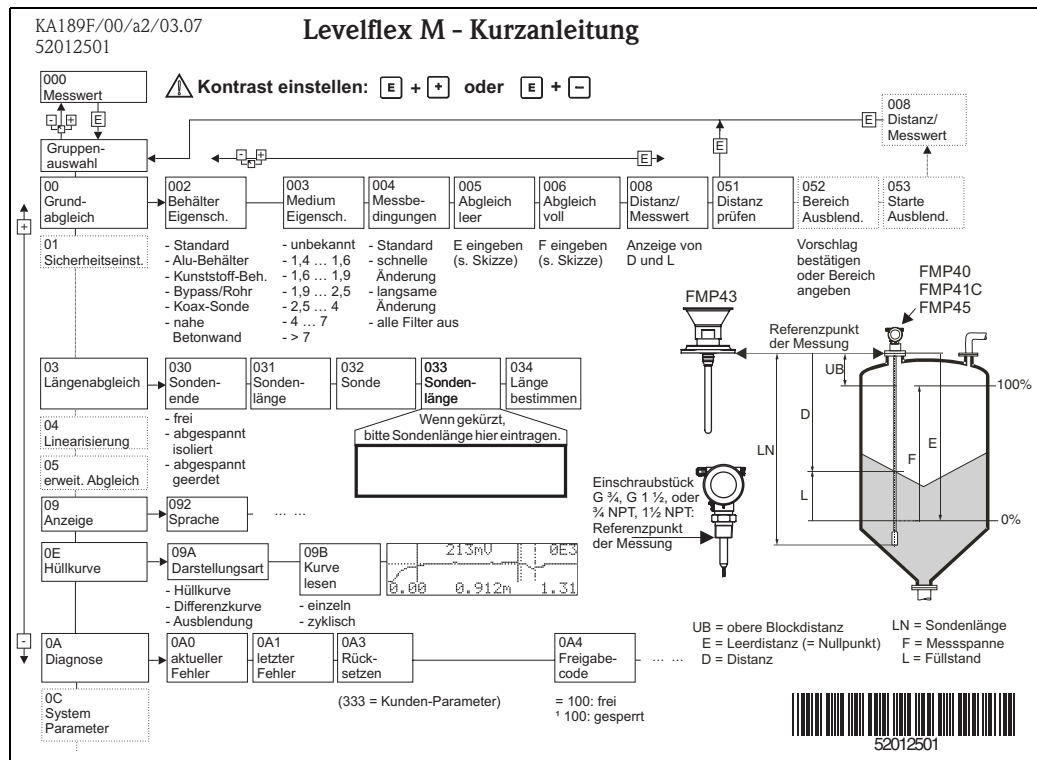 KA189F/00/a2/03.07
52012501
Levelflex M - Kurzanleitung
000
Messwert
Kontrast einstellen: E + + oder E + −
008
Distanz/
Messwert
- +
E
- +
E
E
E
Gruppen-
auswahl
00
Grund-
abgleich
002
Behälter
Eigensch.
003
Medium
Eigensch.
004
Messbe-
dingungen
005
Abgleich
leer
006
Abgleich
voll
008
Distanz/
Messwert
051
Distanz
prüfen
052
Bereich
Ausblend.
053
Starte
Ausblend.
+
01
Sicherheitseinst.
- Standard
- Alu-Behälter
- Kunststoff-Beh.
- Bypass/Rohr
- Koax-Sonde
- nahe
Betonwand
- unbekannt
- 1,4 ... 1,6
- 1,6 ... 1,9
- 1,9 ... 2,5
- 2,5 ... 4
- 4 ... 7
- > 7
- Standard
- schnelle
Änderung
- langsame
Änderung
- alle Filter aus
E eingeben
(s. Skizze)
F eingeben
(s. Skizze)
Anzeige von
D und L
Vorschlag
bestätigen
oder Bereich
angeben
FMP40
FMP41C
FMP45
FMP43
Referenzpunkt
der Messung
UB
100%
D
LN
E
F
L
0%
03
Längenabgleich
030
Sonden-
ende
031
Sonden-
länge
032
Sonde
033
Sonden-
länge
034
Länge
bestimmen
- frei
- abgespannt
isoliert
- abgespannt
geerdet
Wenn gekürzt,
bitte Sondenlänge hier eintragen.
04
Linearisierung
05
erweit. Abgleich
Einschraubstück
G ¾, G 1 ½, oder
¾ NPT, 1½ NPT:
Referenzpunkt
der Messung
09
Anzeige
092
Sprache
... ...
0E
Hüllkurve
09A
Darstellungsart
09B
Kurve
lesen
213mV 0E3
0.00 0.912m 1.31
- Hüllkurve
- Differenzkurve
- Ausblendung
- einzeln
- zyklisch
UB = obere Blockdistanz
E = Leerdistanz (= Nullpunkt)
D = Distanz
LN = Sondenlänge
F = Messspanne
L = Füllstand
-
0A
Diagnose
0A0
aktueller
Fehler
0A1
letzter
Fehler
0A3
Rück-
setzen
0A4
Freigabe-
code
... ...
(333 = Kunden-Parameter)
= 100: frei
¹ 100: gesperrt
0C
System
Parameter
52012501